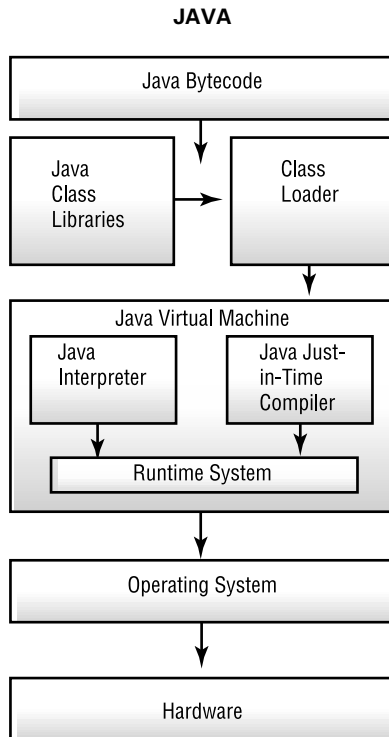 JAVA
Java Bytecode
Java
Class
Libraries
Class
Loader
Java Virtual Machine
Java
Interpreter
Java Just-
in-Time
Compiler
Runtime System
Operating System
Hardware